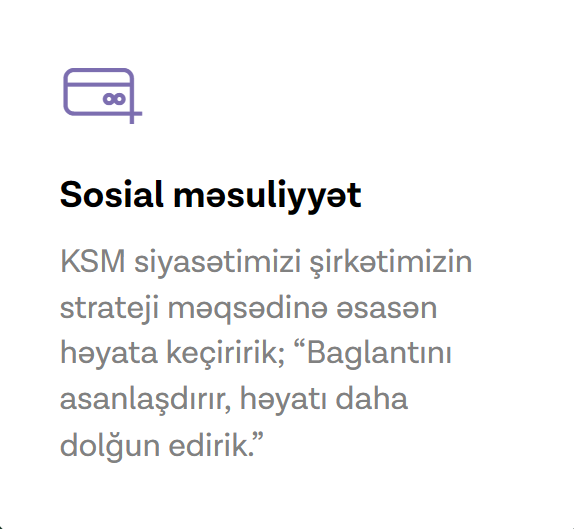 Sosial məsuliyyət
KSM siyasətimizi şirkətimizin
strateji məqsədinə əsasən
həyata keçiririk; “Baglantını
asanlaşdırır, həyatı daha
dolğun edirik.”